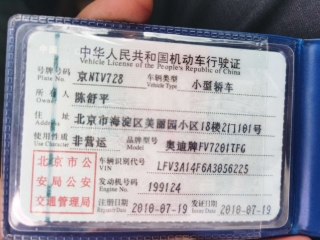 中华人民共和国机动车行驶证
Vehicle License of the People's Republic of China
号牌号码 京NTV728 车辆类型 小型轿车
Plate No. Vehicle Type
所有人 陈舒平
Owner
住址 北京市海淀区美丽园小区18楼2门101号
Address
使用性质 非营运 品牌型号 奥迪牌FV7201TFG
Use Character Model
北京市公安局公安交通管理局
车辆识别代号 LFV3A14F6A3056225
VIN
发动机号码 199124
Engine No.
注册日期 2010-07-19 发证日期 2010-07-19
Register Date Issue Date